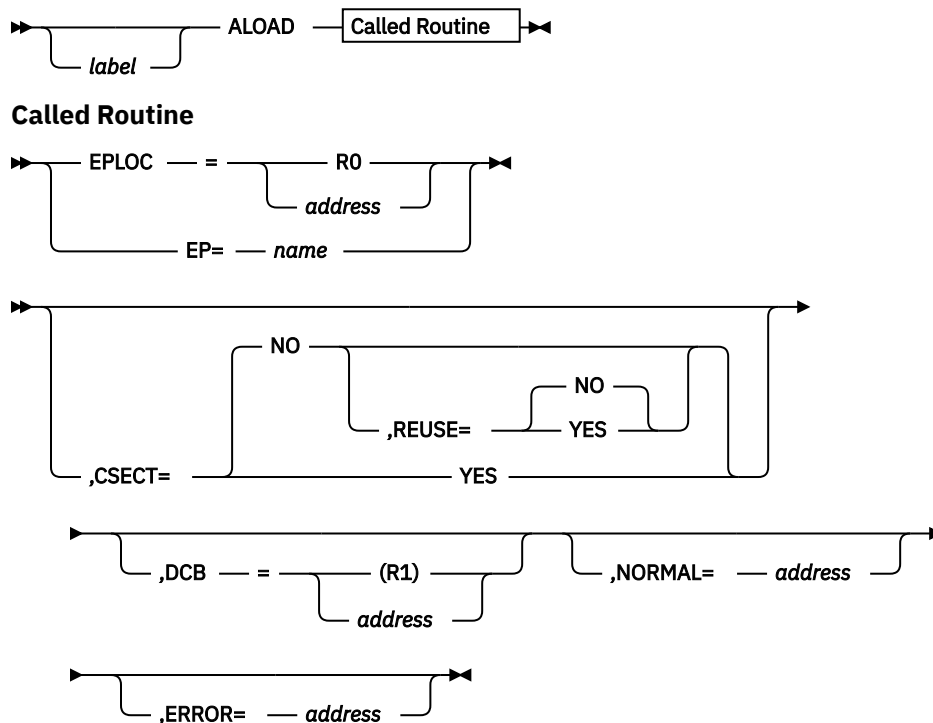 ALOAD Called Routine
label
Called Routine
EPLOC = R0
address
EP= name
NO
NO
,REUSE= YES
,CSECT= YES
,DCB = (R1) ,NORMAL= address
address
,ERROR= address